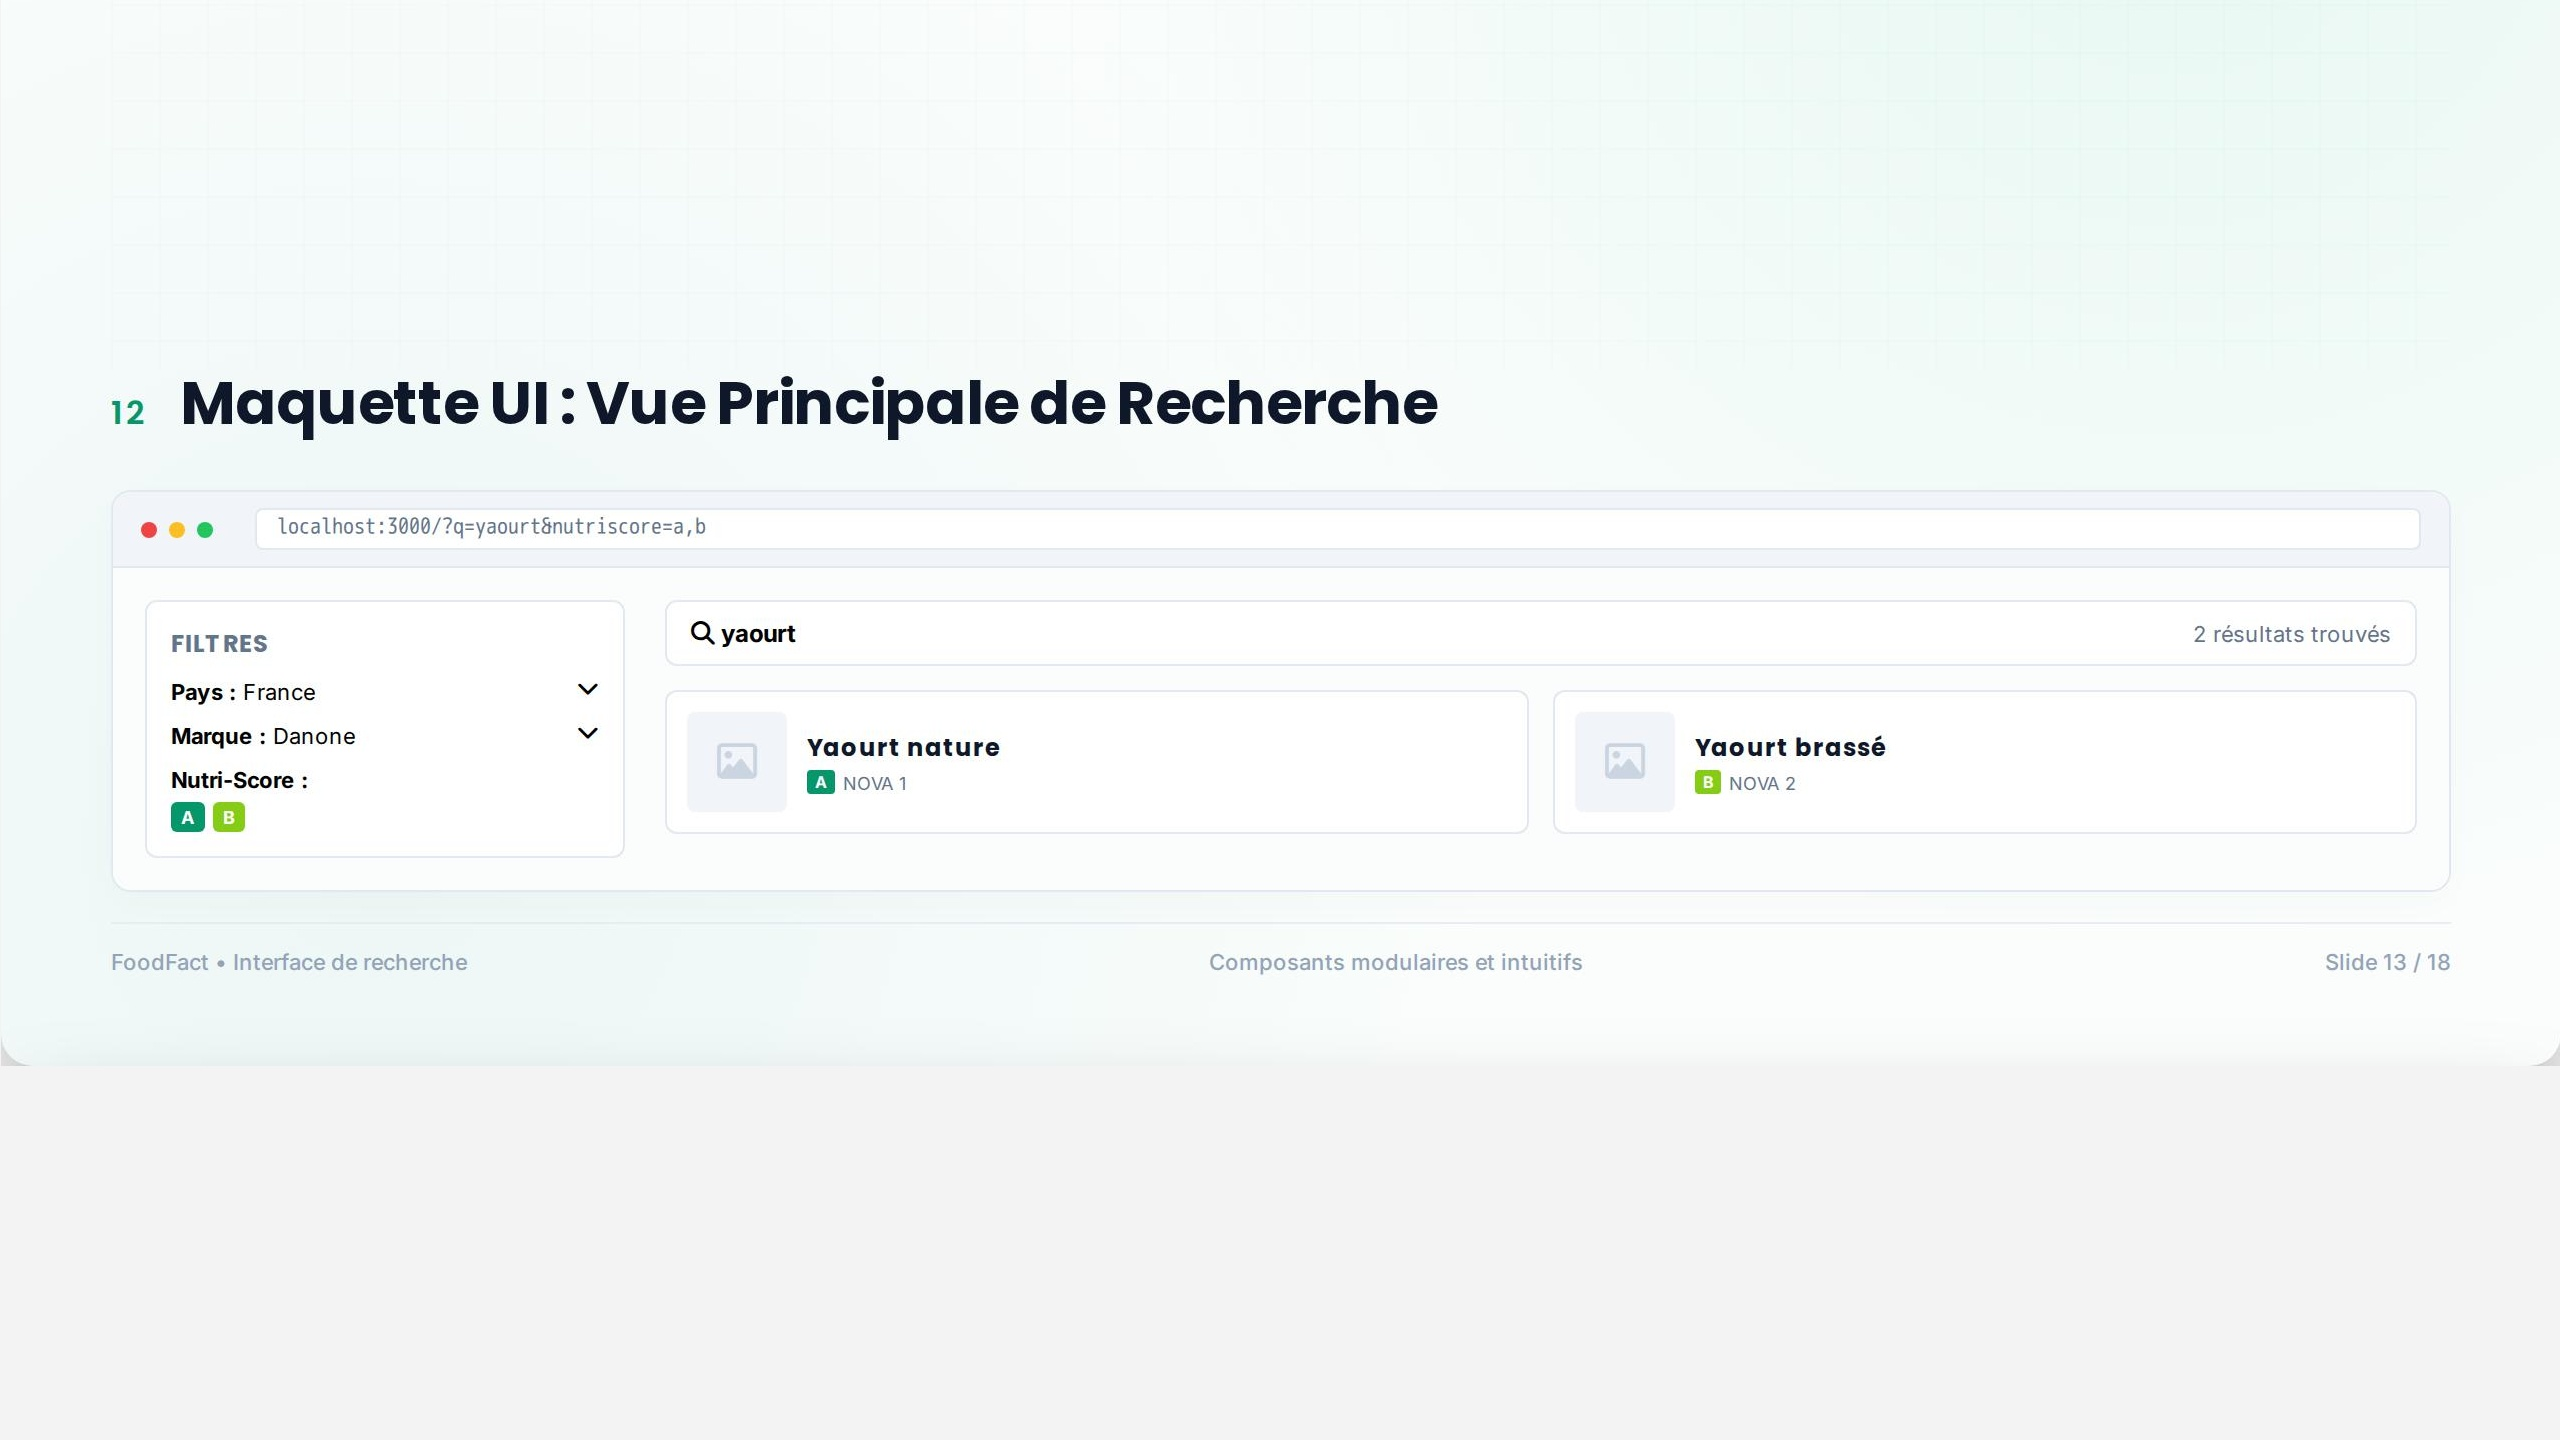 12 Maquette UI : Vue Principale de Recherche
localhost:3000/?q=yaourt&nutriscore=a,b
FILTRES
Pays : France
Marque : Danone
Nutri-Score :
A B
yaourt
2 résultats trouvés
Yaourt nature
A NOVA 1
Yaourt brassé
B NOVA 2
FoodFact • Interface de recherche
Composants modulaires et intuitifs
Slide 13 / 18